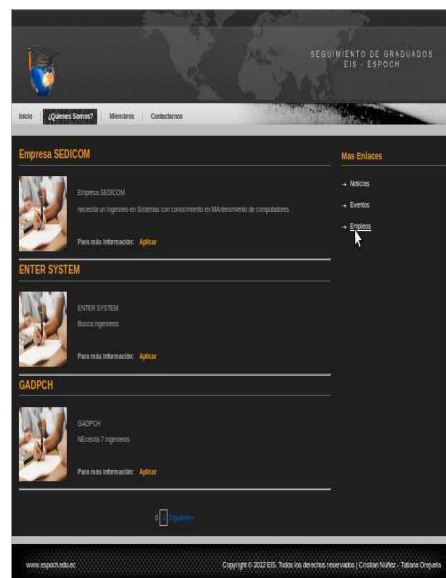 SEGUIMIENTO DE GRADUADOS
EIS - ESPOCH
Inicio
¿Quienes Somos?
Miembros
Contactarnos
Empresa SEDICOM
Empresa SEDICOM
necesita un Ingeniero en Sistemas con conocimiento en MAntenimiento de computadores
Para más información: Aplicar
ENTER SYSTEM
ENTER SYSTEM
Busca ingenieros
Para más información: Aplicar
GADPCH
GADPCH
NEcesita 7 ingenieros
Para más información: Aplicar
0 1 Siguiente>
Mas Enlaces
Noticias
Eventos
Empleos
www.espoch.edu.ec
Copyright © 2012 EIS. Todos los derechos reservados | Cristian Núñez - Tatiana Orejuela